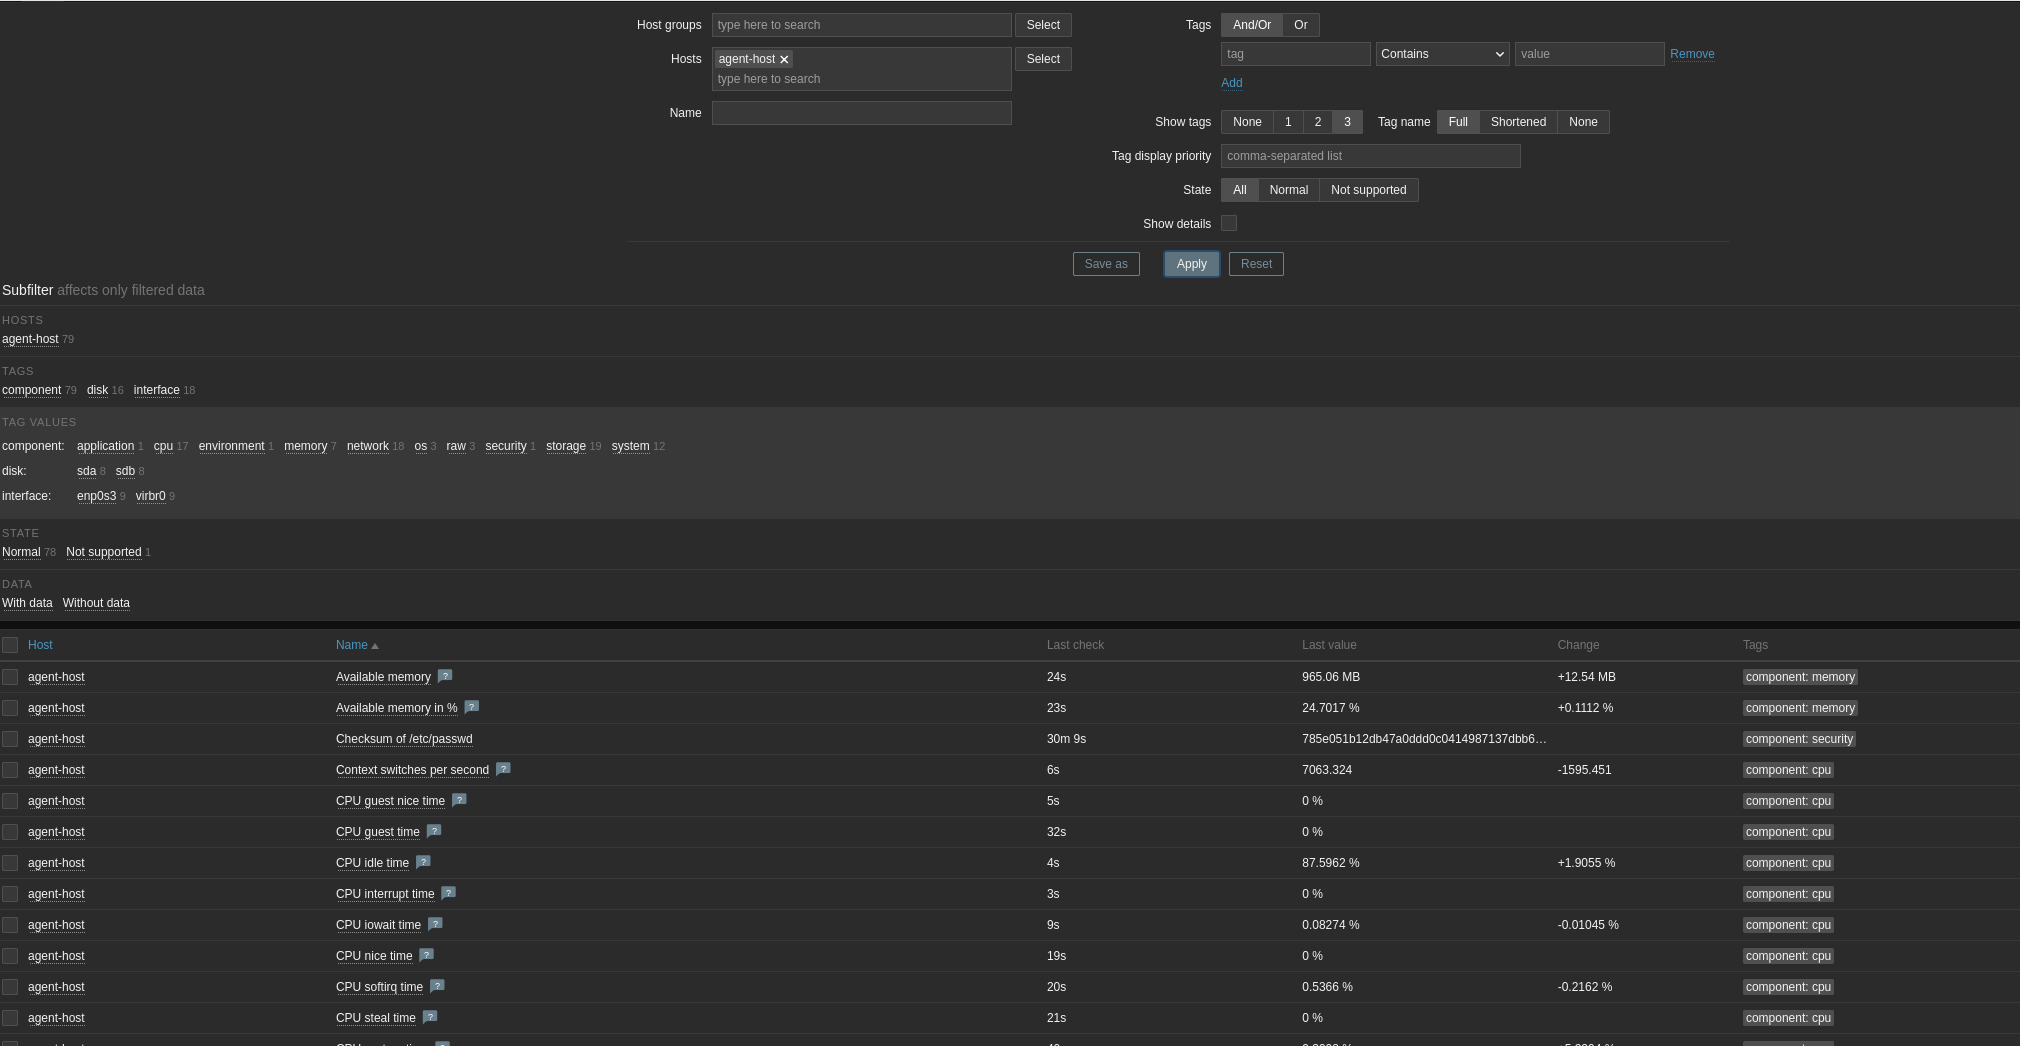 Host groups type here to search Select
Hosts agent-host Select
type here to search
Name
Tags And/Or Or
tag Contains value Remove
Add
Show tags None 1 2 3 Tag name Full Shortened None
Tag display priority comma-separated list
State All Normal Not supported
Show details
Save as Apply Reset
Subfilter affects only filtered data
HOSTS
agent-host 79
TAGS
component 79 disk 16 interface 18
TAG VALUES
component: application 1 cpu 17 environment 1 memory 7 network 18 os 3 raw 3 security 1 storage 19 system 12
disk: sda 8 sdb 8
interface: enp0s3 9 virbr0 9
STATE
Normal 78 Not supported 1
DATA
With data Without data
Host Name Last check Last value Change Tags
agent-host Available memory ? 24s 965.06 MB +12.54 MB component: memory
agent-host Available memory in % ? 23s 24.7017 % +0.1112 % component: memory
agent-host Checksum of /etc/passwd 30m 9s 785e051b12db47a0ddd0c0414987137dbb6... component: security
agent-host Context switches per second ? 6s 7063.324 -1595.451 component: cpu
agent-host CPU guest nice time ? 5s 0 % component: cpu
agent-host CPU guest time ? 32s 0 % component: cpu
agent-host CPU idle time ? 4s 87.5962 % +1.9055 % component: cpu
agent-host CPU interrupt time ? 3s 0 % component: cpu
agent-host CPU iowait time ? 9s 0.08274 % -0.01045 % component: cpu
agent-host CPU nice time ? 19s 0 % component: cpu
agent-host CPU softirq time ? 20s 0.5366 % -0.2162 % component: cpu
agent-host CPU steal time ? 21s 0 % component: cpu